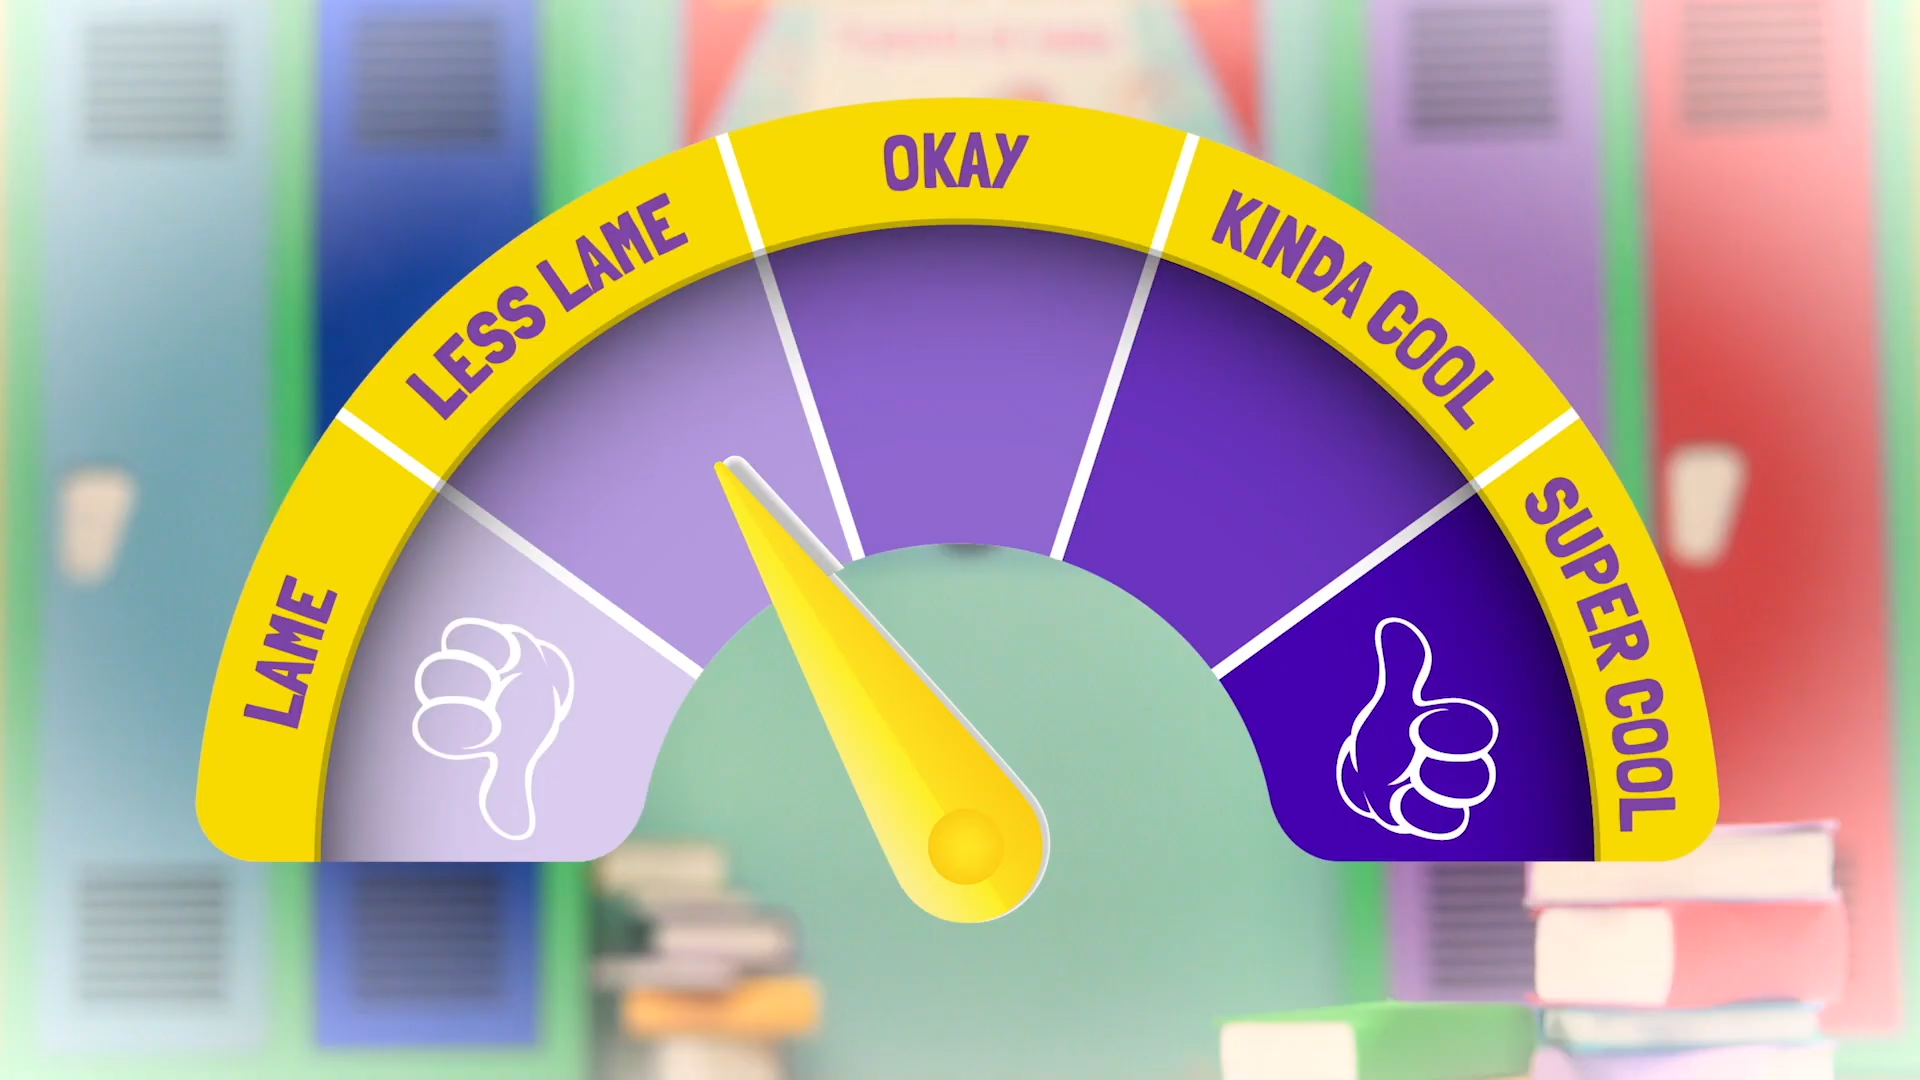 LAME
LESS LAME
OKAY
KINDA COOL
SUPER COOL